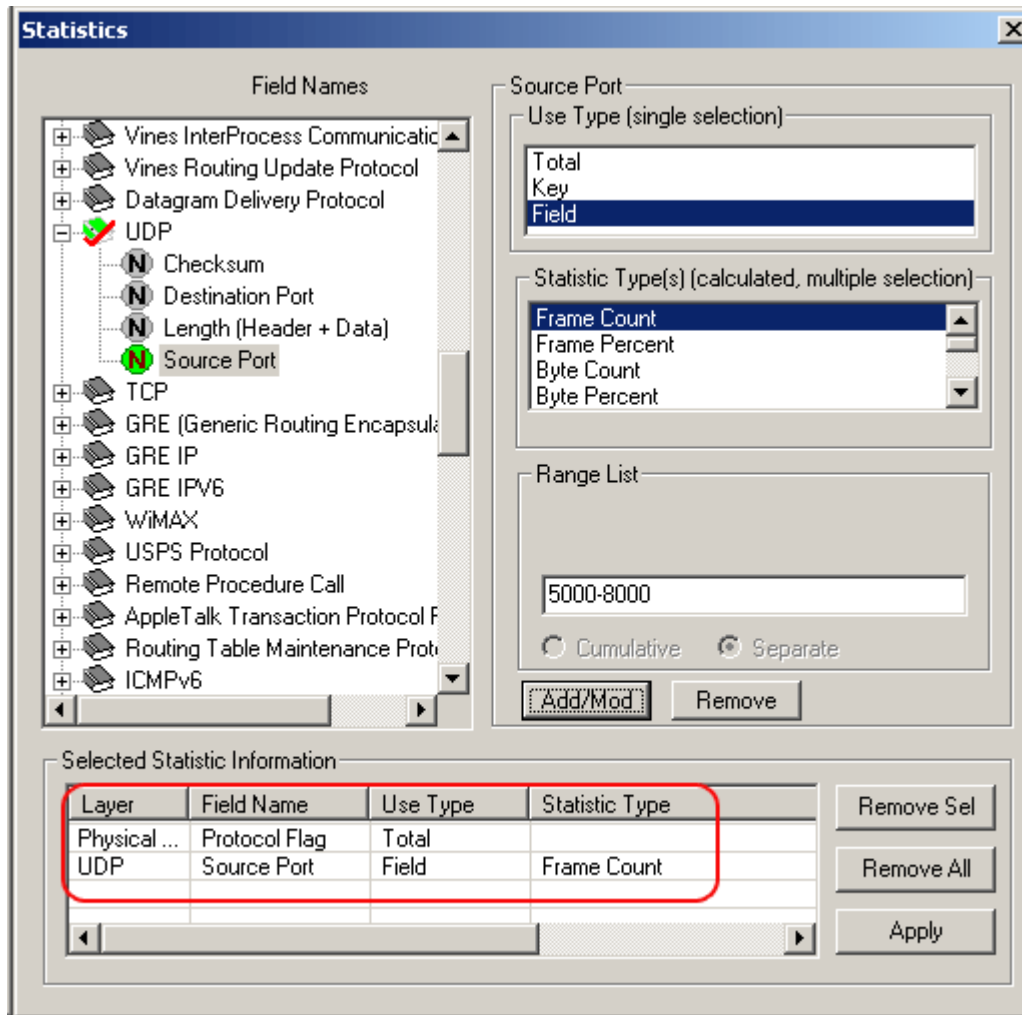 Statistics
Field Names
Vines InterProcess Communicatic
Vines Routing Update Protocol
Datagram Delivery Protocol
UDP
N Checksum
N Destination Port
N Length (Header + Data)
N Source Port
TCP
GRE (Generic Routing Encapsula
GRE IP
GRE IPV6
WiMAX
USPS Protocol
Remote Procedure Call
AppleTalk Transaction Protocol F
Routing Table Maintenance Prot
ICMPv6
Source Port
Use Type (single selection)
Total
Key
Field
Statistic Type(s) (calculated, multiple selection)
Frame Count
Frame Percent
Byte Count
Byte Percent
Range List
5000-8000
Cumulative Separate
Add/Mod Remove
Selected Statistic Information
Layer Field Name Use Type Statistic Type
Physical ... Protocol Flag Total
UDP Source Port Field Frame Count
Remove Sel
Remove All
Apply